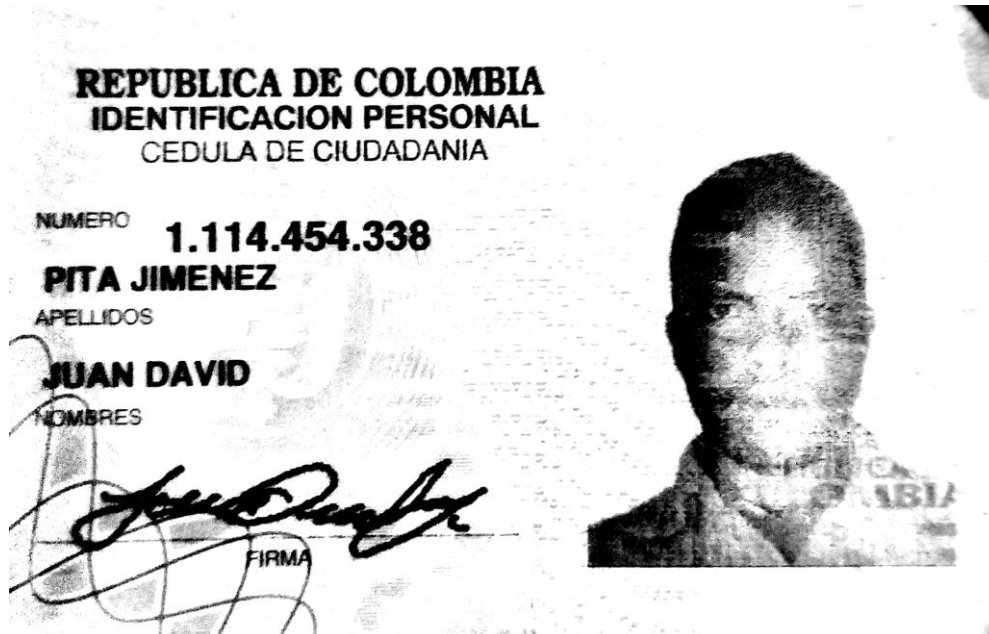 REPUBLICA DE COLOMBIA
IDENTIFICACION PERSONAL
CEDULA DE CIUDADANIA
NUMERO 1.114.454.338
PITA JIMENEZ
APELLIDOS
JUAN DAVID
NOMBRES
FIRMA